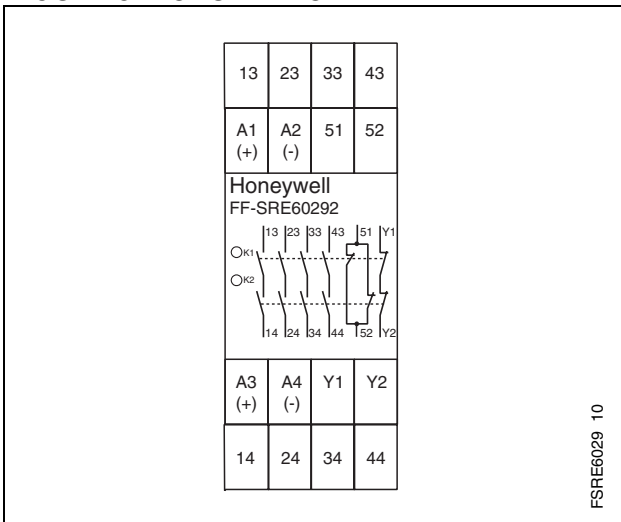 13 23 33 43
A1 (+) A2 (-) 51 52
Honeywell
FF-SRE60292
13 23 33 43 51 Y1
K1
K2
14 24 34 44 52 Y2
A3 (+) A4 (-) Y1 Y2
14 24 34 44
FSRE6029 10